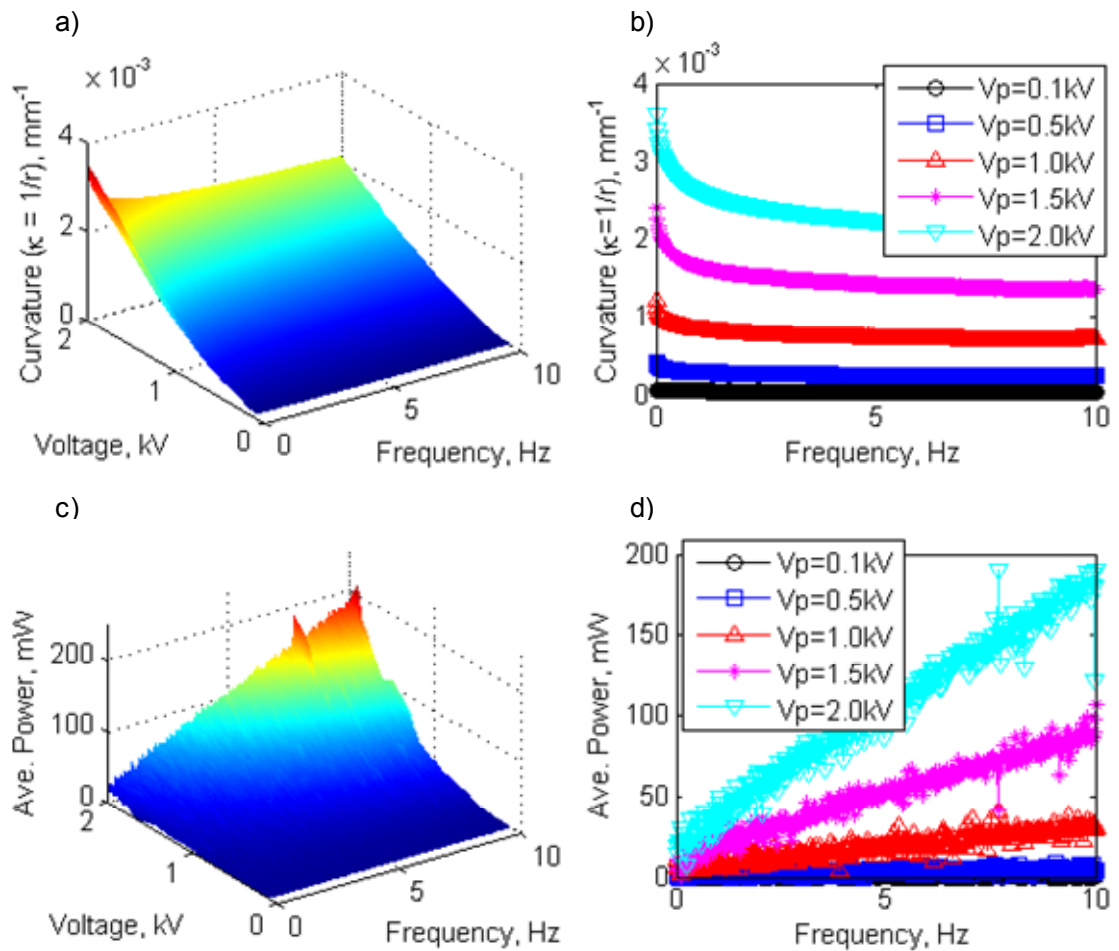 a)
× 10⁻³
Curvature (κ = 1/r), mm⁻¹
4
2
0
2
1
0
Voltage, kV
0
5
10
Frequency, Hz
b)
× 10⁻³
Curvature (κ=1/r), mm⁻¹
4
3
2
1
0
0
5
10
Frequency, Hz
Vp=0.1kV
Vp=0.5kV
Vp=1.0kV
Vp=1.5kV
Vp=2.0kV
c)
Ave. Power, mW
200
100
0
2
1
0
Voltage, kV
0
5
10
Frequency, Hz
d)
Ave. Power, mW
200
150
100
50
0
0
5
10
Frequency, Hz
Vp=0.1kV
Vp=0.5kV
Vp=1.0kV
Vp=1.5kV
Vp=2.0kV